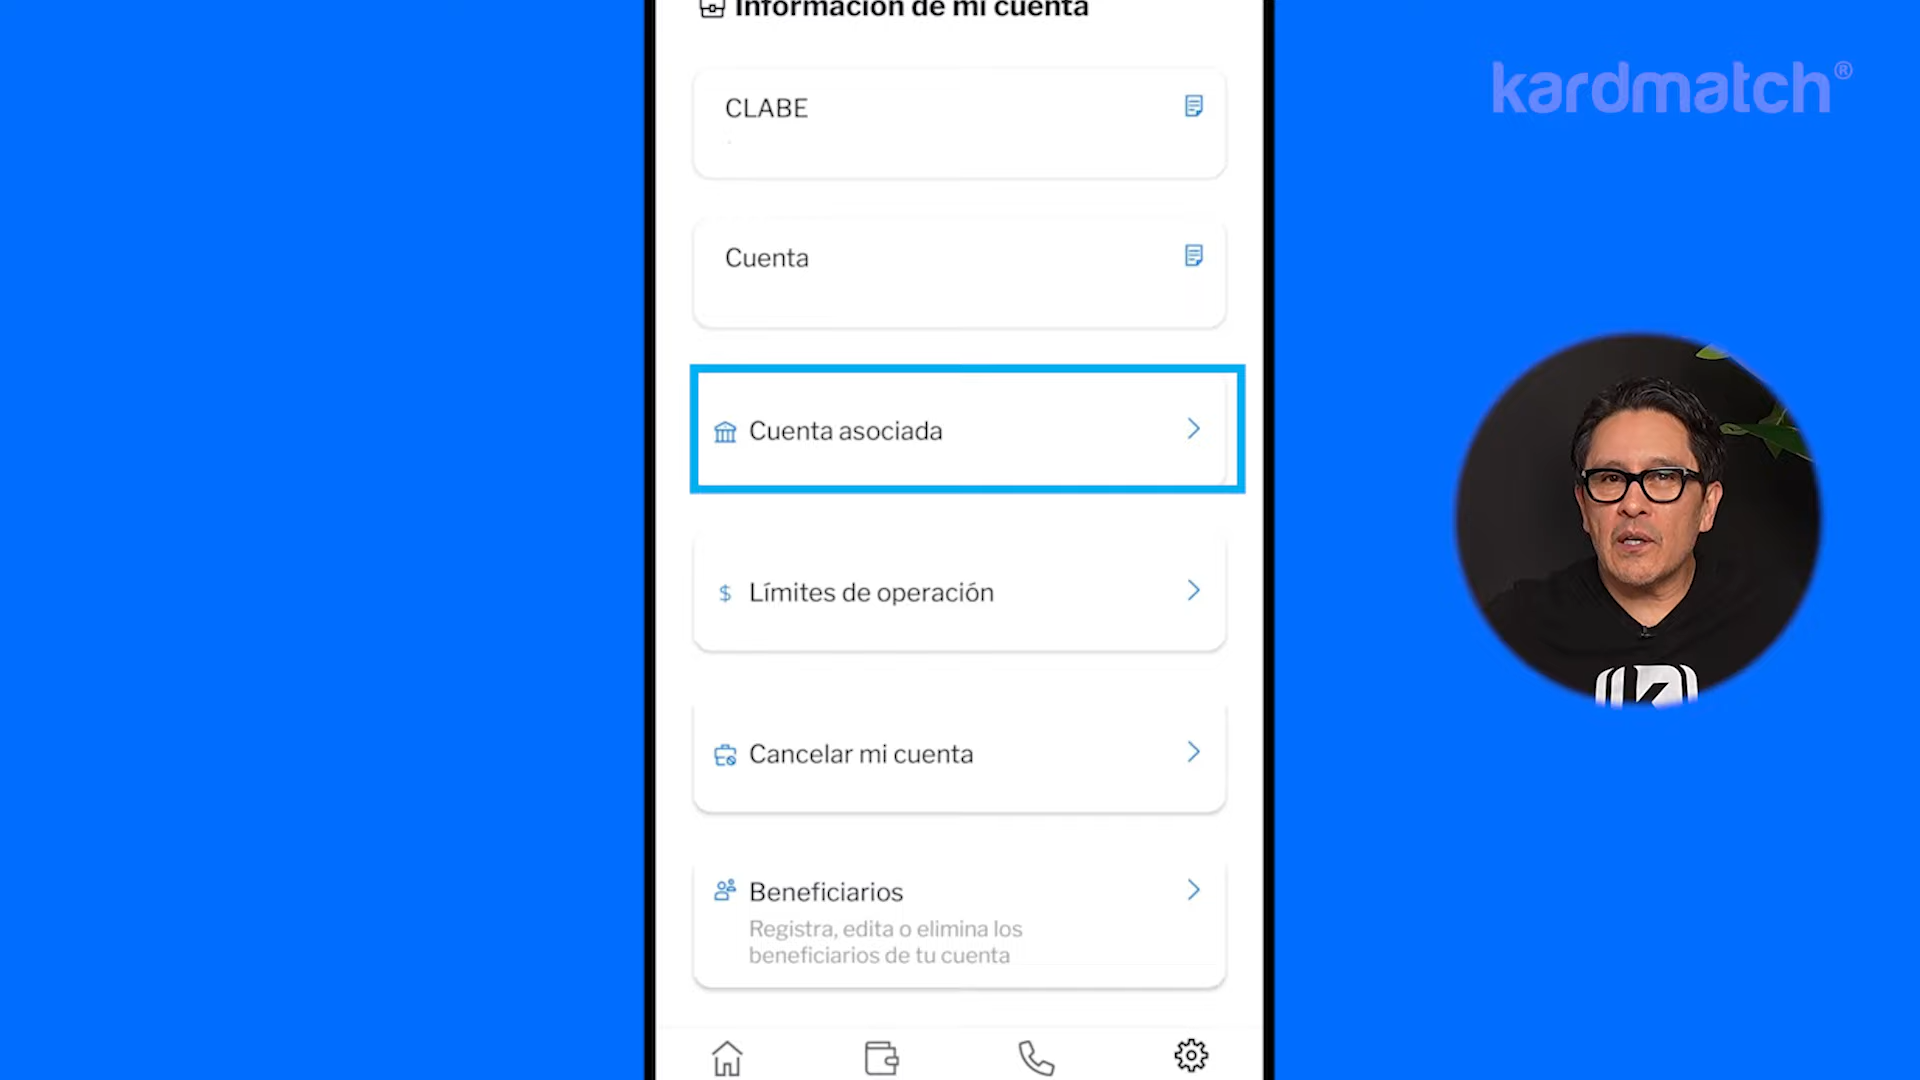 Información de mi cuenta
kardmatch®
CLABE
Cuenta
Cuenta asociada
$ Límites de operación
Cancelar mi cuenta
Beneficiarios
Registra, edita o elimina los
beneficiarios de tu cuenta
K